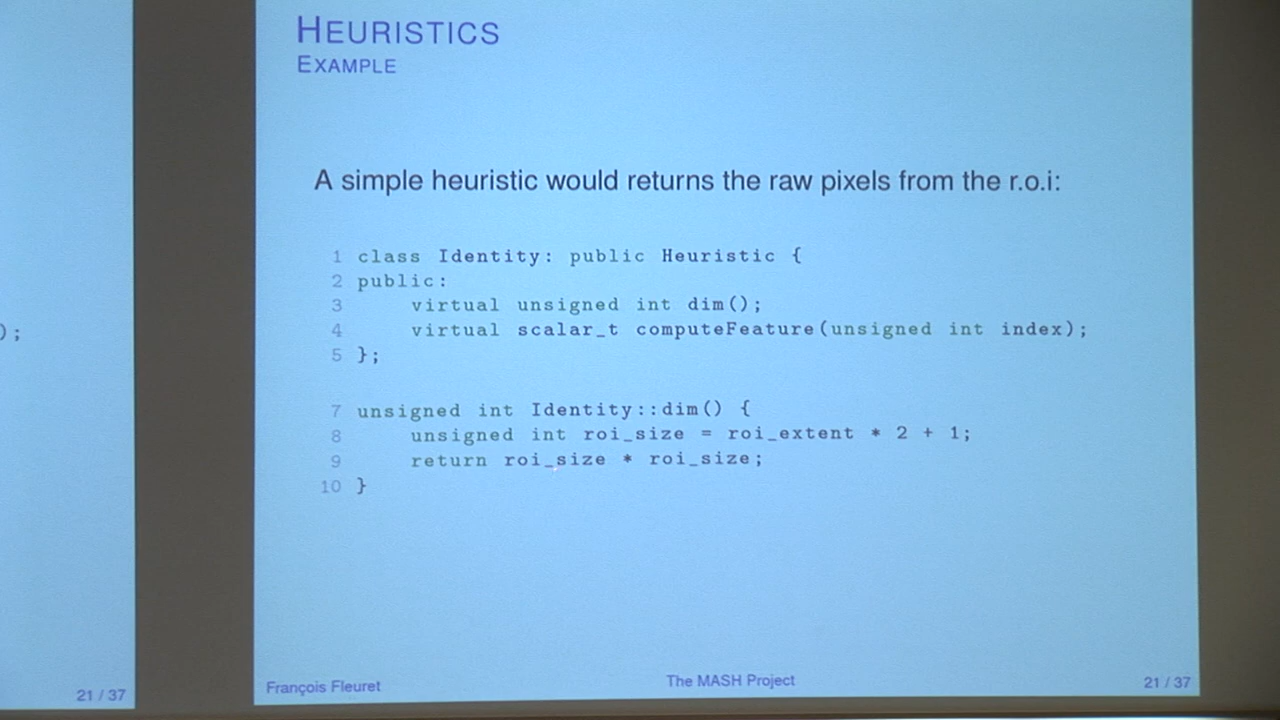 );
21 / 37
HEURISTICS
EXAMPLE
A simple heuristic would returns the raw pixels from the r.o.i:
1 class Identity: public Heuristic {
2 public:
3 virtual unsigned int dim();
4 virtual scalar_t computeFeature(unsigned int index);
5 };
7 unsigned int Identity::dim() {
8 unsigned int roi_size = roi_extent * 2 + 1;
9 return roi_size * roi_size;
10 }
François Fleuret The MASH Project 21 / 37